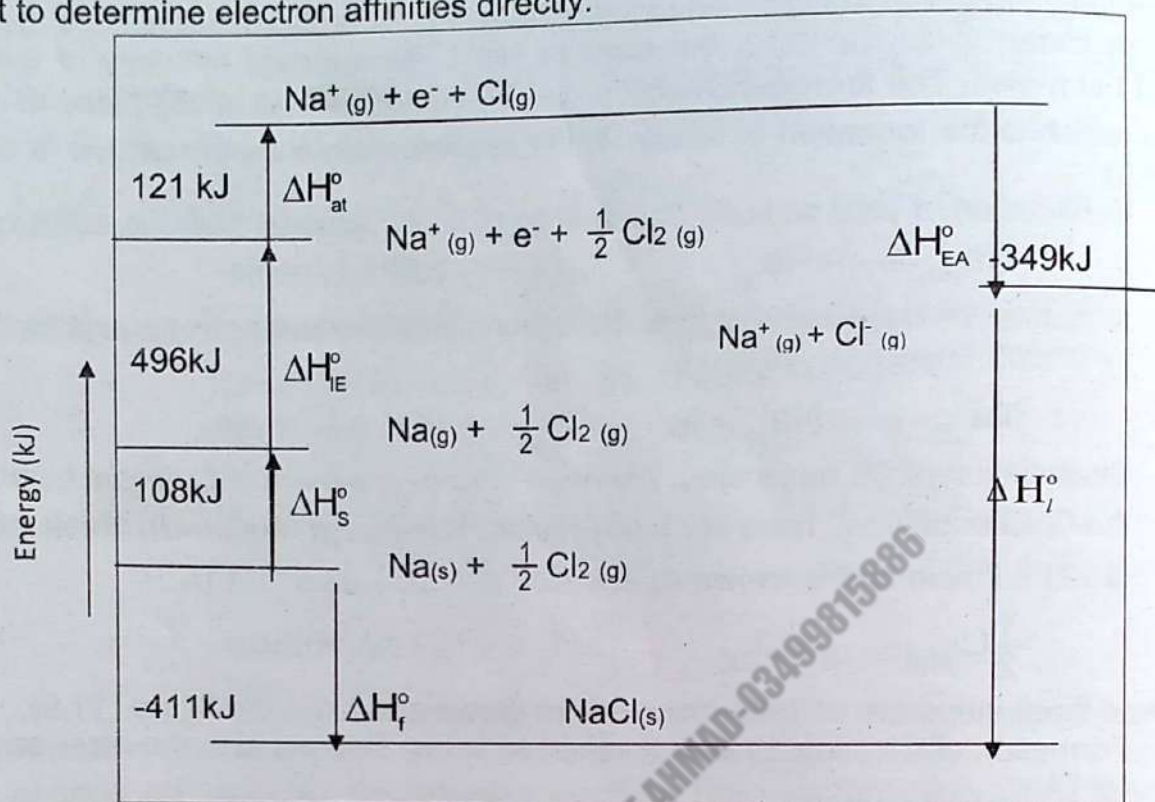 t to determine electron affinities directly.
Na⁺ (g) + e⁻ + Cl(g)
121 kJ ΔH°at
Na⁺ (g) + e⁻ + 1/2 Cl2 (g)
ΔH°EA -349kJ
Na⁺ (g) + Cl⁻ (g)
496kJ ΔH°IE
Na(g) + 1/2 Cl2 (g)
108kJ ΔH°S
ΔH°l
Na(s) + 1/2 Cl2 (g)
-411kJ ΔH°f NaCl(s)
Energy (kJ)
AHMAD-03499815886